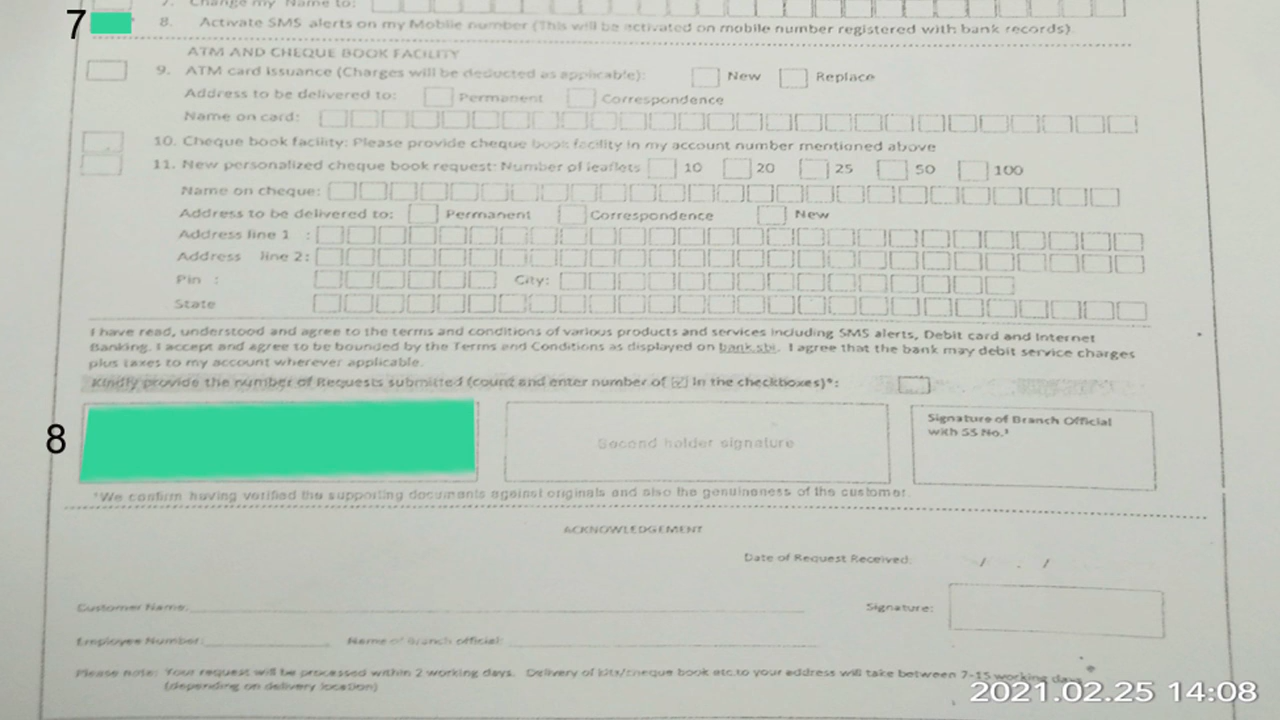 7. Change my Name to:
7
8. Activate SMS alerts on my Mobile number (This will be activated on mobile number registered with bank records).
ATM AND CHEQUE BOOK FACILITY
9. ATM card issuance (Charges will be deducted as applicable): New Replace
Address to be delivered to: Permanent Correspondence
Name on card:
10. Cheque book facility: Please provide cheque book facility in my account number mentioned above
11. New personalized cheque book request: Number of leaflets 10 20 25 50 100
Name on cheque:
Address to be delivered to: Permanent Correspondence New
Address line 1 :
Address line 2:
Pin : City:
State
I have read, understood and agree to the terms and conditions of various products and services including SMS alerts, Debit card and Internet
Banking. I accept and agree to be bounded by the Terms and Conditions as displayed on bank.sbi. I agree that the bank may debit service charges
plus taxes to my account wherever applicable.
Kindly provide the number of Requests submitted (count and enter number of ☑ in the checkboxes)*:
8
Second holder signature
Signature of Branch Official
with SS No.¹
¹We confirm having verified the supporting documents against originals and also the genuineness of the customer.
ACKNOWLEDGEMENT
Date of Request Received: / /
Customer Name:
Signature:
Employee Number: Name of Branch official:
Please note: Your request will be processed within 2 working days. Delivery of kits/cheque book etc.to your address will take between 7-15 working days
(depending on delivery location)
2021.02.25 14:08